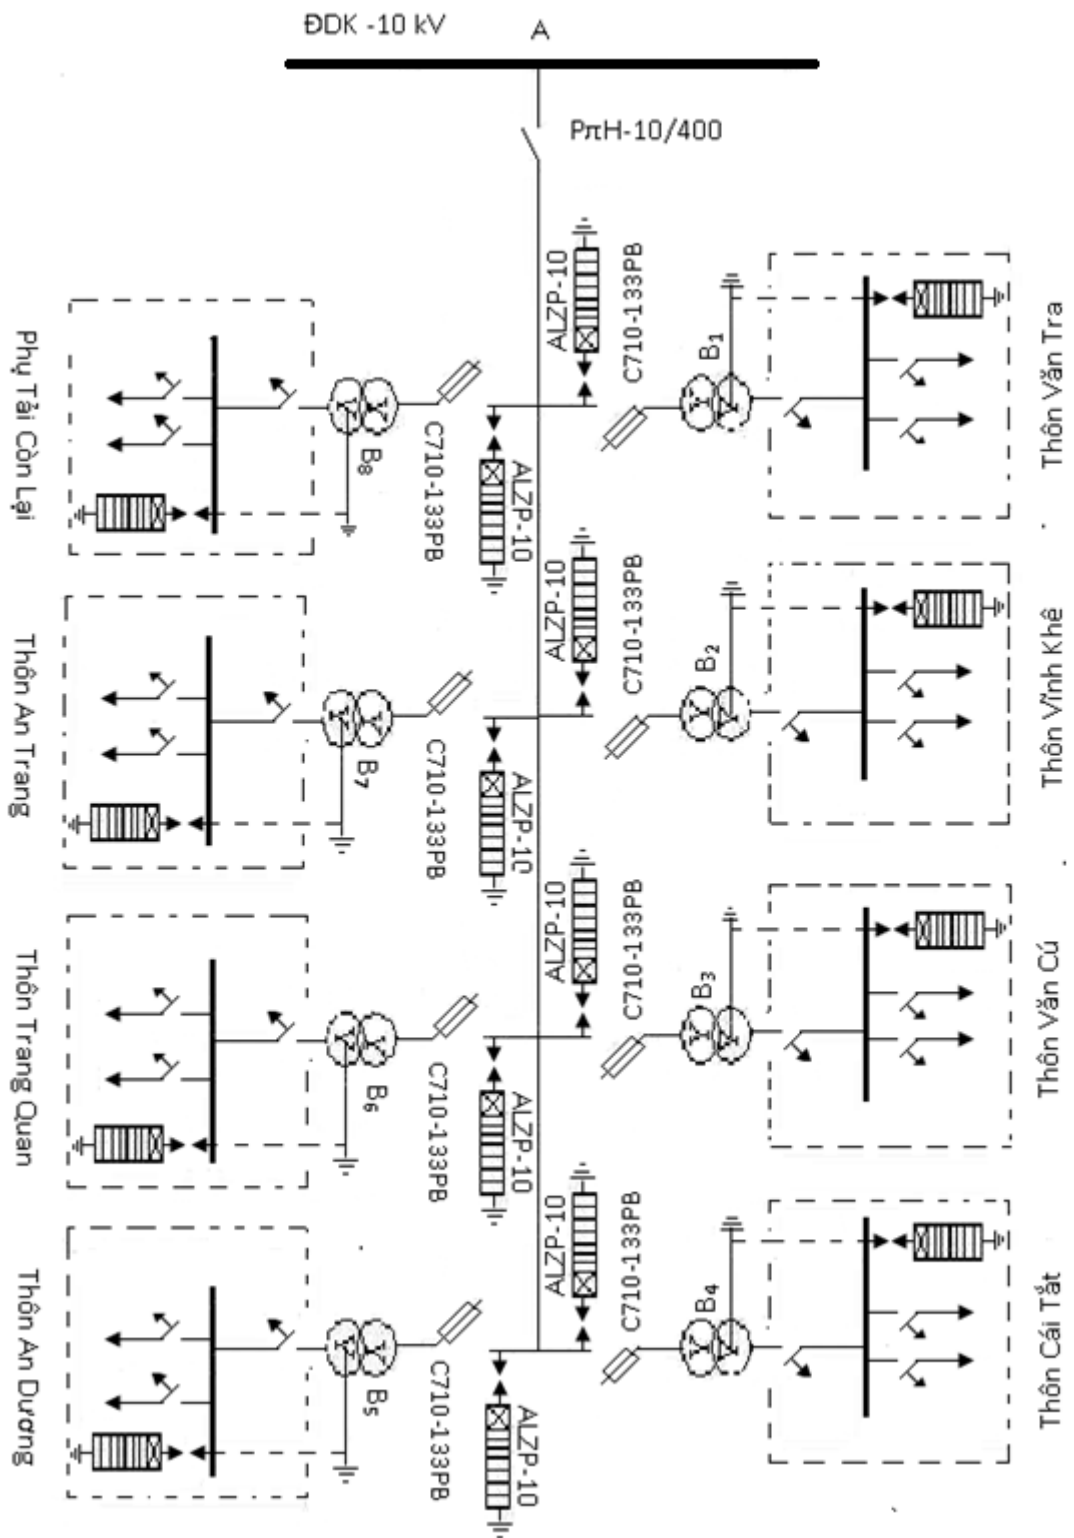 ĐDK -10 kV
A
PπH-10/400
ALZP-10
C710-133PB
B1
Thôn Văn Tra
Phụ Tải Còn Lại
B8
C710-133PB
ALZP-10
ALZP-10
C710-133PB
B2
Thôn Vĩnh Khê
Thôn An Trang
B7
C710-133PB
ALZP-10
ALZP-10
C710-133PB
B3
Thôn Văn Cú
Thôn Trang Quan
B6
C710-133PB
ALZP-10
ALZP-10
C710-133PB
B4
Thôn Cái Tắt
Thôn An Dương
B5
C710-133PB
ALZP-10